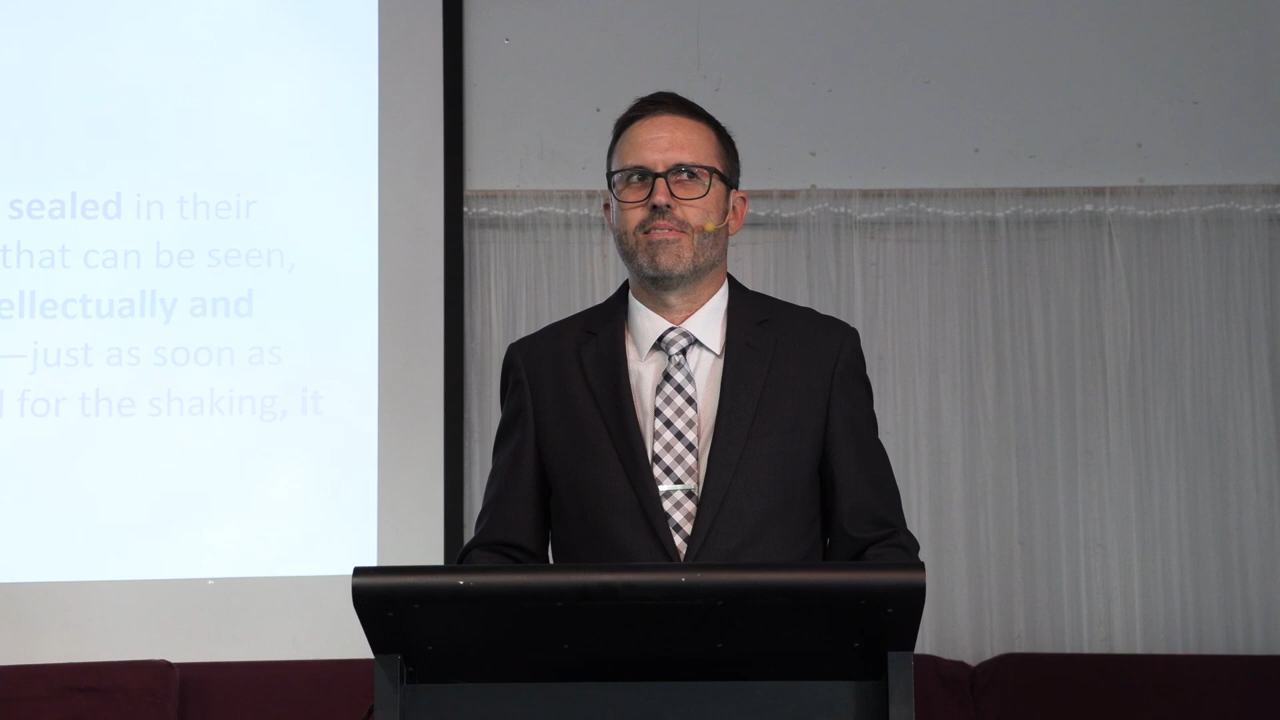 sealed in their
that can be seen,
ellectually and
—just as soon as
for the shaking, it